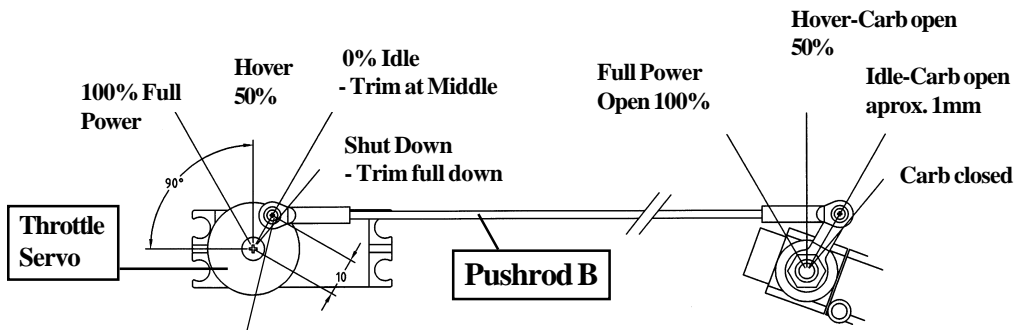 100% Full
Power
Hover
50%
0% Idle
- Trim at Middle
Shut Down
- Trim full down
90°
Throttle
Servo
10
Pushrod B
Full Power
Open 100%
Hover-Carb open
50%
Idle-Carb open
aprox. 1mm
Carb closed